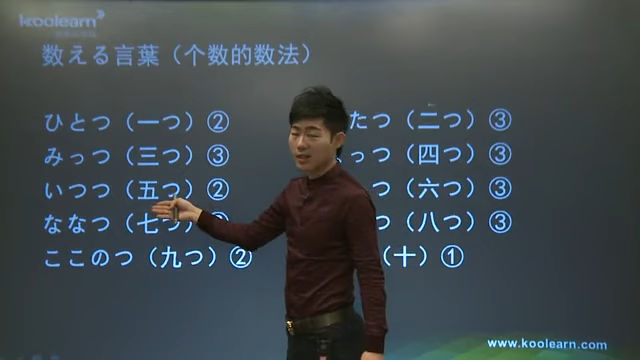 koolearn
数える言葉（个数的数法）
ひとつ（一つ）② たつ（二つ）③
みっつ（三つ）③ っつ（四つ）③
いつつ（五つ）② つ（六つ）③
ななつ（七つ つ（八つ）③
ここのつ（九つ）② （十）①
www.koolearn.com